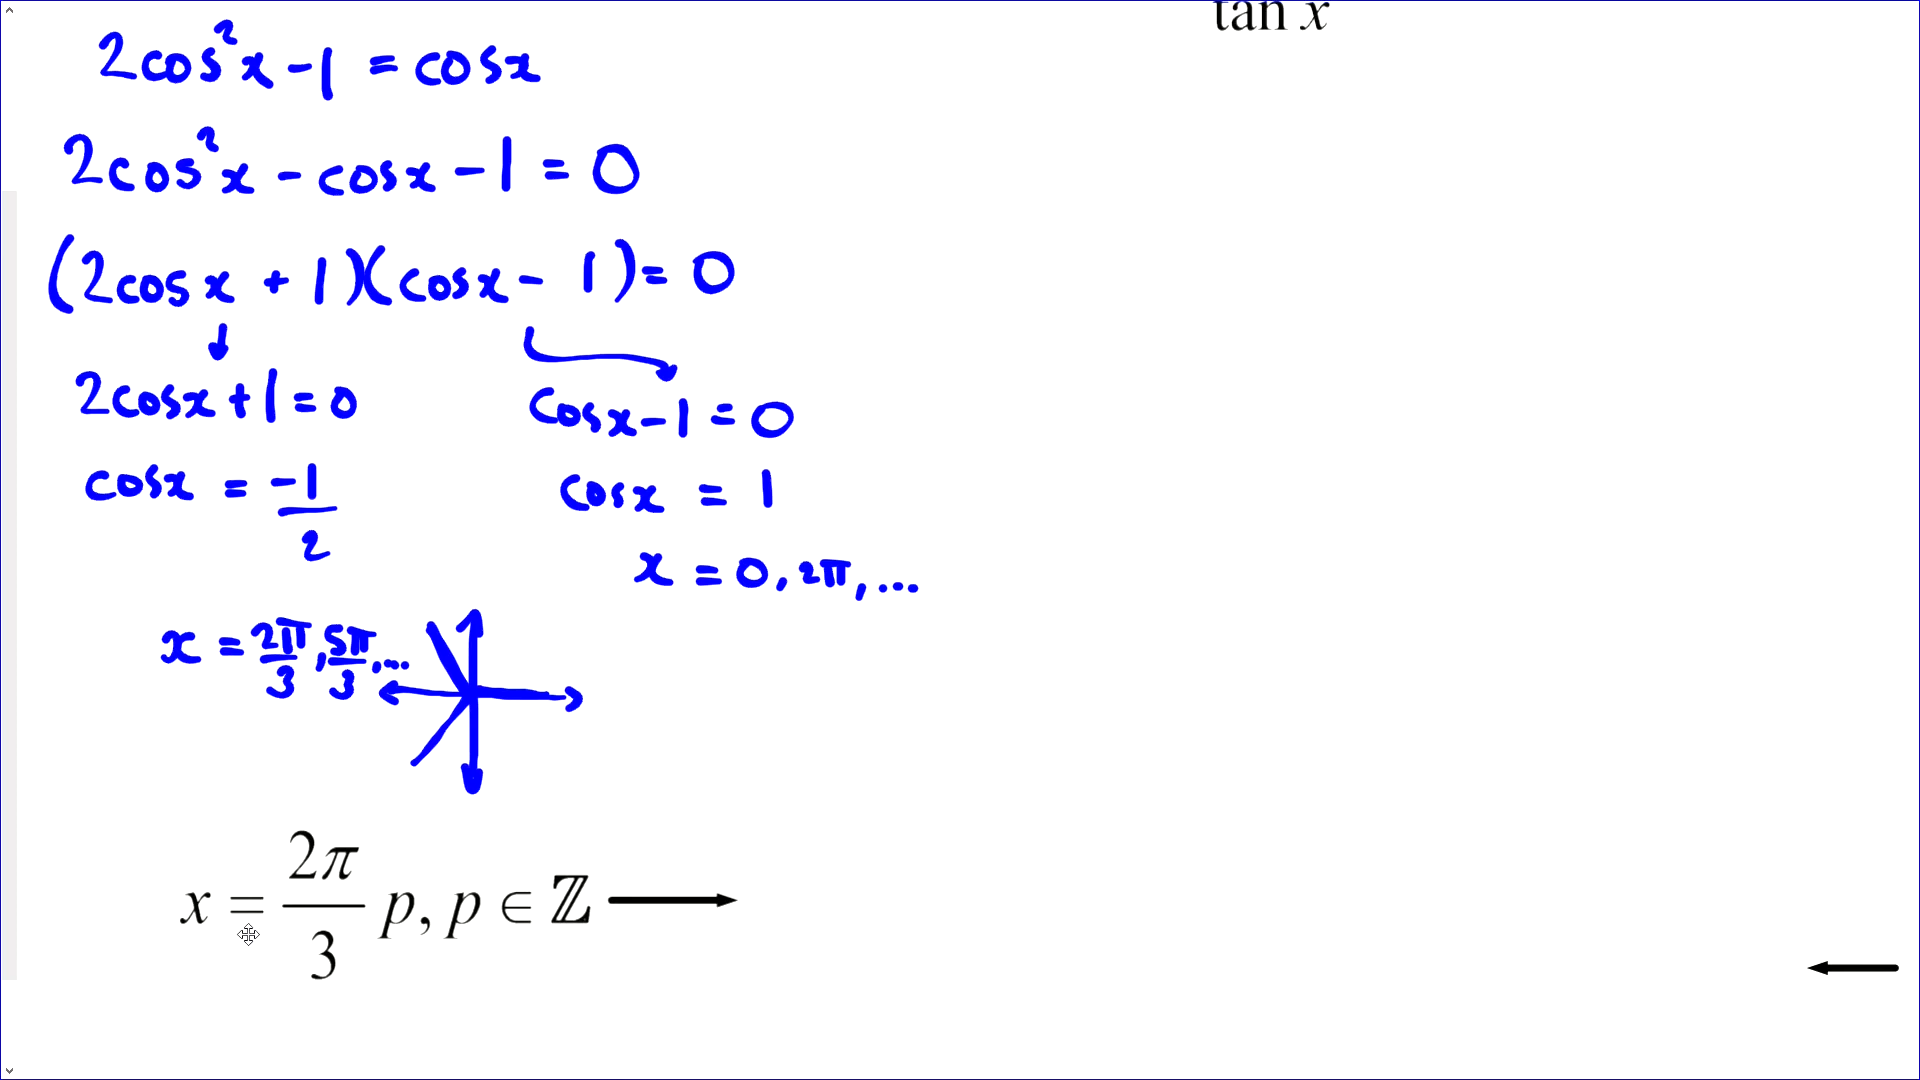 tan x
2cos²x - 1 = cosx
2cos²x - cosx - 1 = 0
(2cosx + 1)(cosx - 1) = 0
2cosx + 1 = 0
cosx - 1 = 0
cosx = -1/2
cosx = 1
x = 0, 2π, ...
x = 2π/3, 5π/3, ...
x = 2π/3 p, p ∈ ℤ